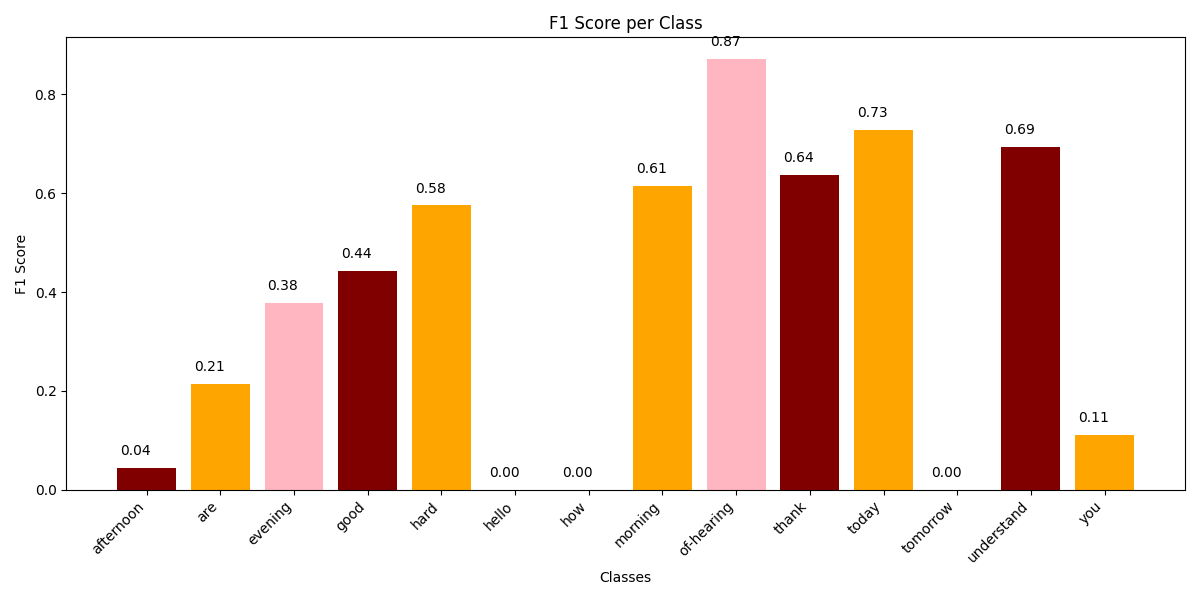 F1 Score per Class
0.87
0.8
0.73
0.69
0.64
0.61
0.6
0.58
0.44
0.4
0.38
0.21
0.2
0.11
0.04
0.00
0.00
0.00
0.0
F1 Score
afternoon
are
evening
good
hard
hello
how
morning
of-hearing
thank
today
tomorrow
understand
you
Classes